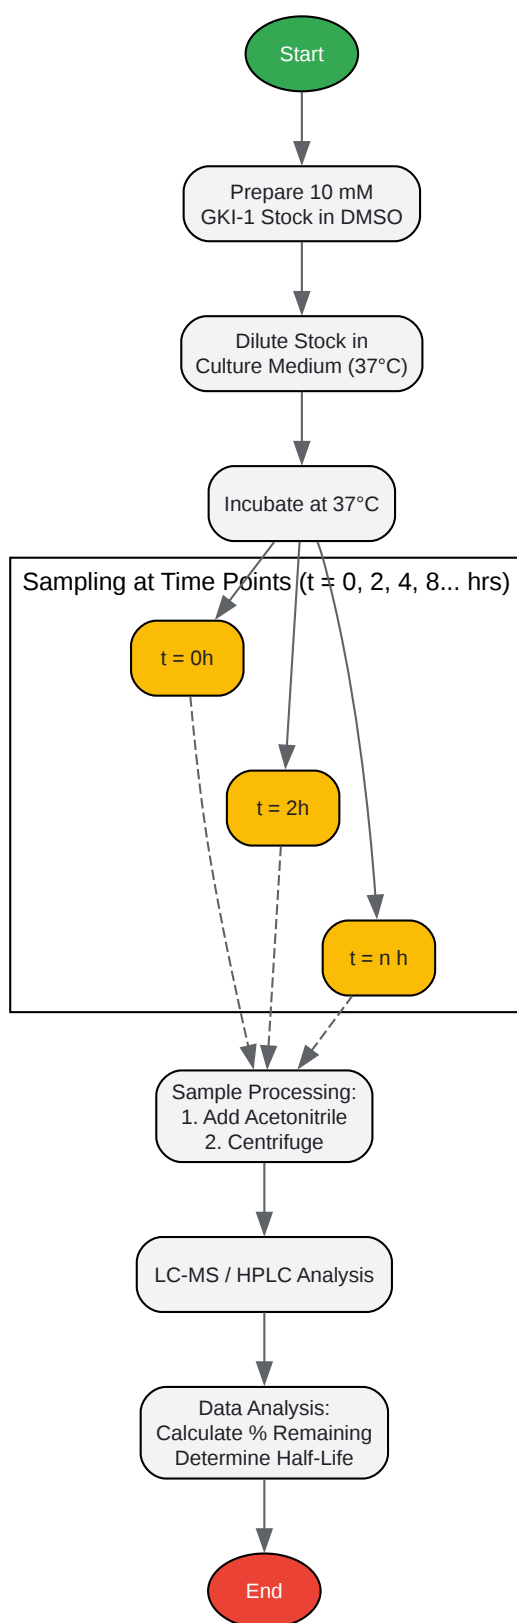 Start
Prepare 10 mM
GKI-1 Stock in DMSO
Dilute Stock in
Culture Medium (37°C)
Incubate at 37°C
Sampling at Time Points (t = 0, 2, 4, 8... hrs)
t = 0h
t = 2h
t = n h
Sample Processing:
1. Add Acetonitrile
2. Centrifuge
LC-MS / HPLC Analysis
Data Analysis:
Calculate % Remaining
Determine Half-Life
End